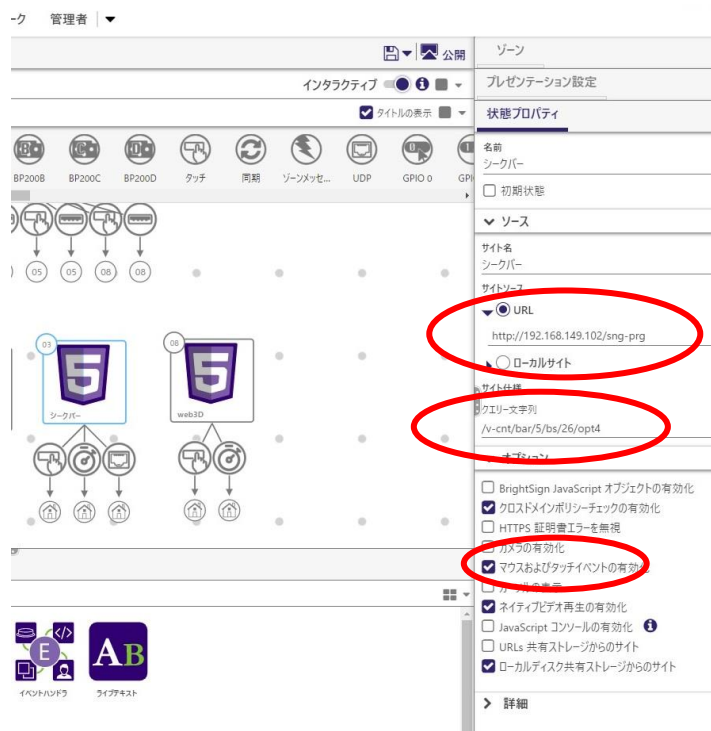 ーク 管理者
公開
インタラクティブ
タイトルの表示
BP200B BP200C BP200D タッチ 同期 ゾーンメッセ... UDP GPIO 0 GPI
05 05 08 08
03
シークバー
08
web3D
E
イベントハンドラ
AB
ライブテキスト
ゾーン
プレゼンテーション設定
状態プロパティ
名前
シークバー
初期状態
ソース
サイト名
シークバー
サイトソース
URL
http://192.168.149.102/sng-prg
ローカルサイト
サイト仕様
クエリー文字列
/v-cnt/bar/5/bs/26/opt4
オプション
BrightSign JavaScript オブジェクトの有効化
クロスドメインポリシーチェックの有効化
HTTPS 証明書エラーを無視
カメラの有効化
マウスおよびタッチイベントの有効化
カーソルの表示
ネイティブビデオ再生の有効化
JavaScript コンソールの有効化
URLs 共有ストレージからのサイト
ローカルディスク共有ストレージからのサイト
詳細